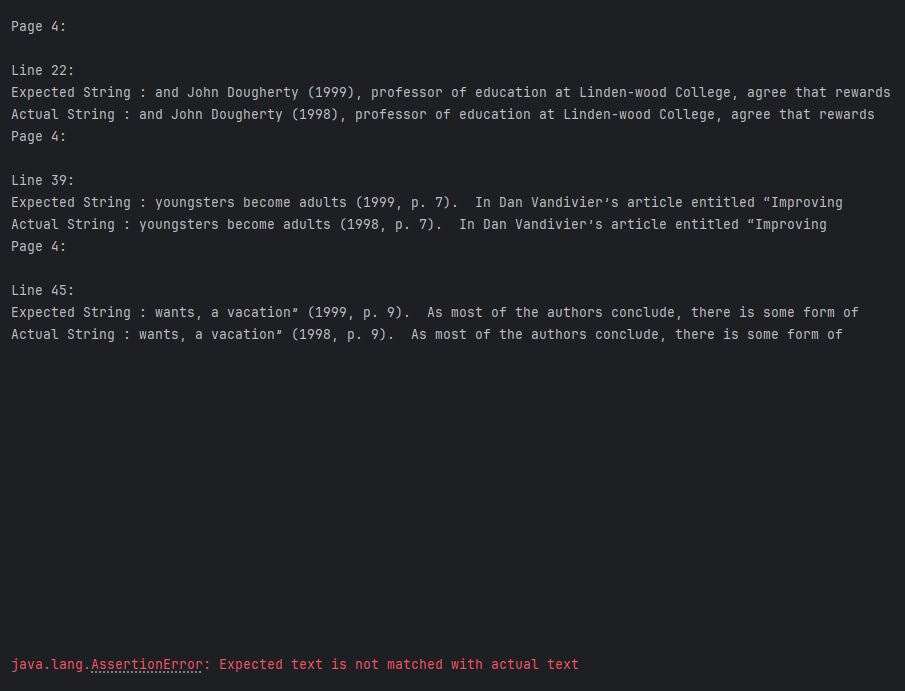 Page 4:
Line 22:
Expected String : and John Dougherty (1999), professor of education at Linden-wood College, agree that rewards
Actual String : and John Dougherty (1998), professor of education at Linden-wood College, agree that rewards
Page 4:
Line 39:
Expected String : youngsters become adults (1999, p. 7).  In Dan Vandivier’s article entitled “Improving
Actual String : youngsters become adults (1998, p. 7).  In Dan Vandivier’s article entitled “Improving
Page 4:
Line 45:
Expected String : wants, a vacation” (1999, p. 9).  As most of the authors conclude, there is some form of
Actual String : wants, a vacation” (1998, p. 9).  As most of the authors conclude, there is some form of
java.lang.AssertionError: Expected text is not matched with actual text